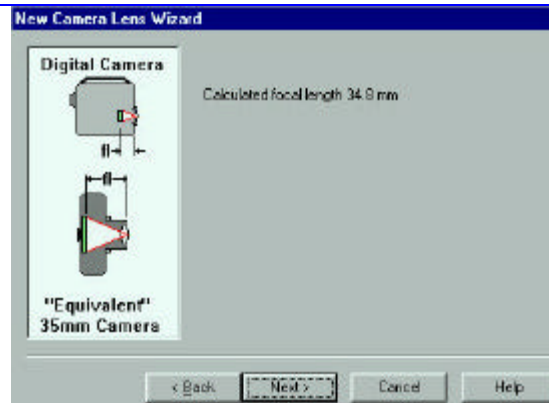 New Camera Lens Wizard
Digital Camera
Calculated focal length 34.8 mm
fl
fl
"Equivalent"
35mm Camera
< Back
Next >
Cancel
Help